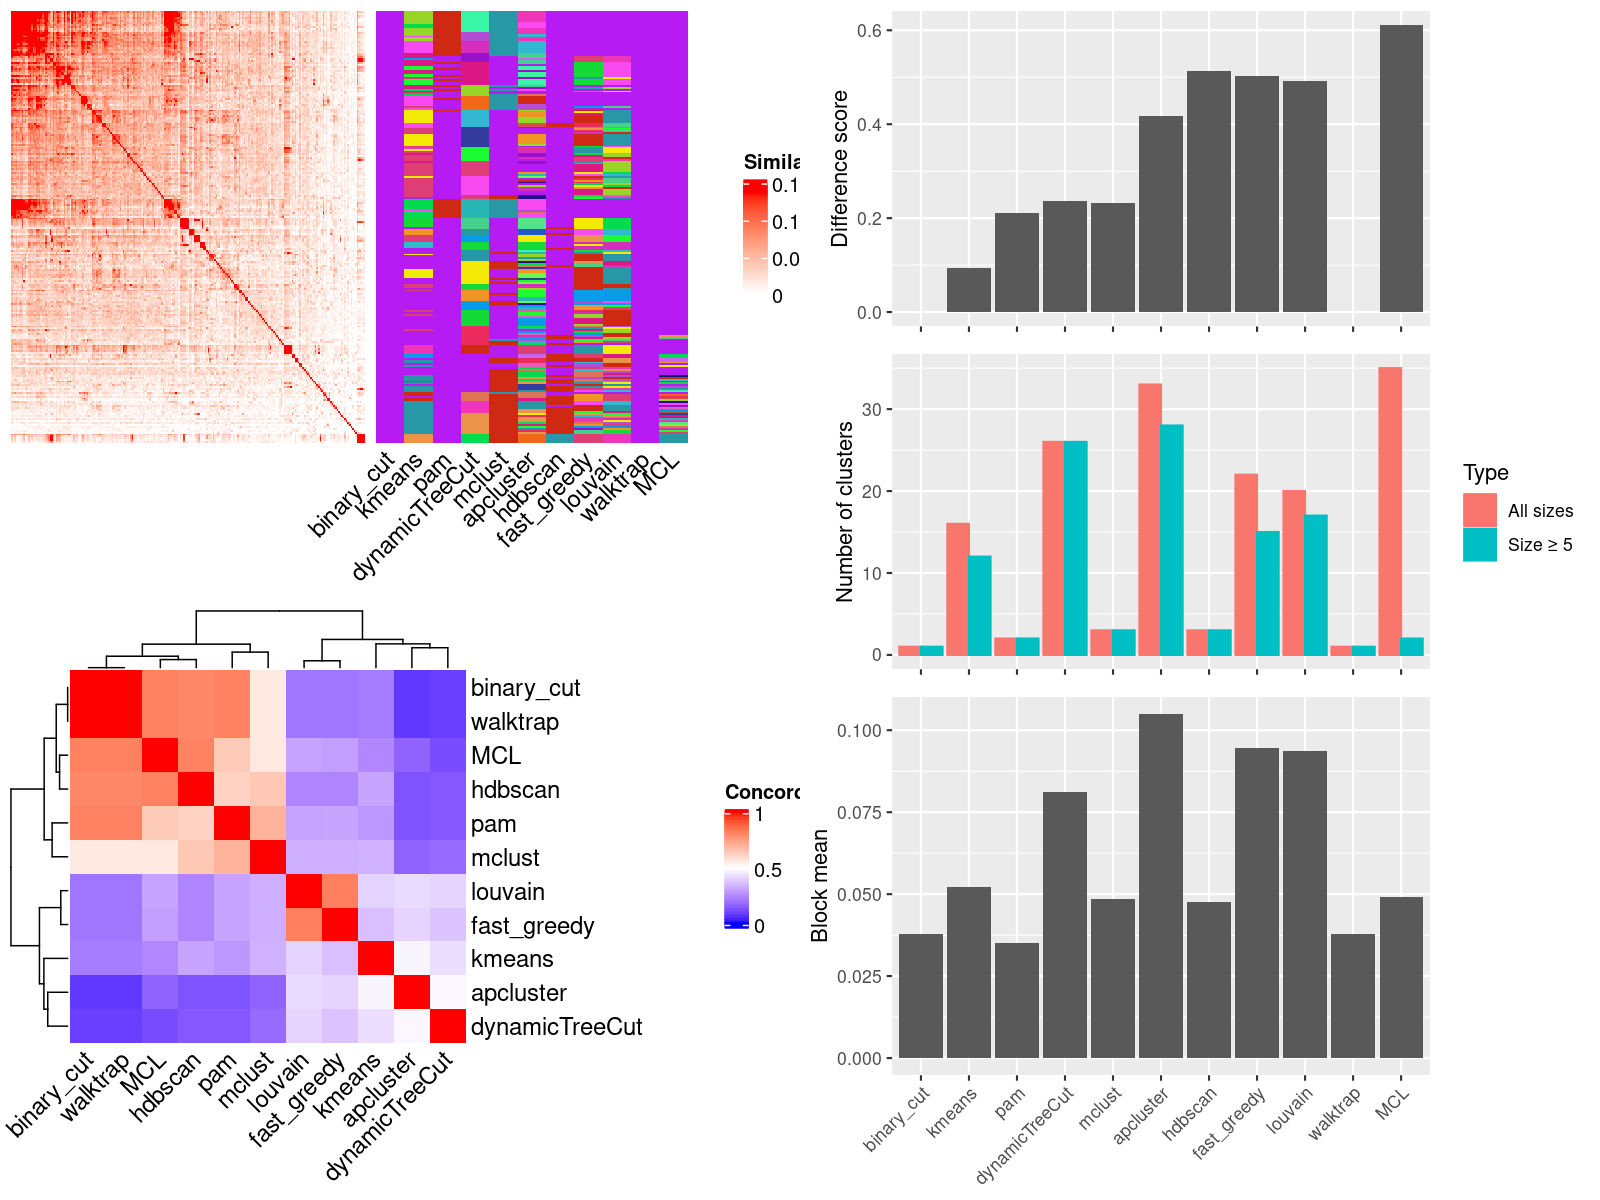 Simila
0.1
0.1
0.0
0
binary_cut
kmeans
pam
dynamicTreeCut
mclust
apcluster
hdbscan
fast_greedy
louvain
walktrap
MCL
binary_cut
walktrap
MCL
hdbscan
pam
mclust
louvain
fast_greedy
kmeans
apcluster
dynamicTreeCut
binary_cut
walktrap
MCL
hdbscan
pam
mclust
louvain
fast_greedy
kmeans
apcluster
dynamicTreeCut
Concord
1
0.5
0
Difference score
0.6
0.4
0.2
0.0
Number of clusters
30
20
10
0
Type
All sizes
Size ≥ 5
Block mean
0.100
0.075
0.050
0.025
0.000
binary_cut
kmeans
pam
dynamicTreeCut
mclust
apcluster
hdbscan
fast_greedy
louvain
walktrap
MCL